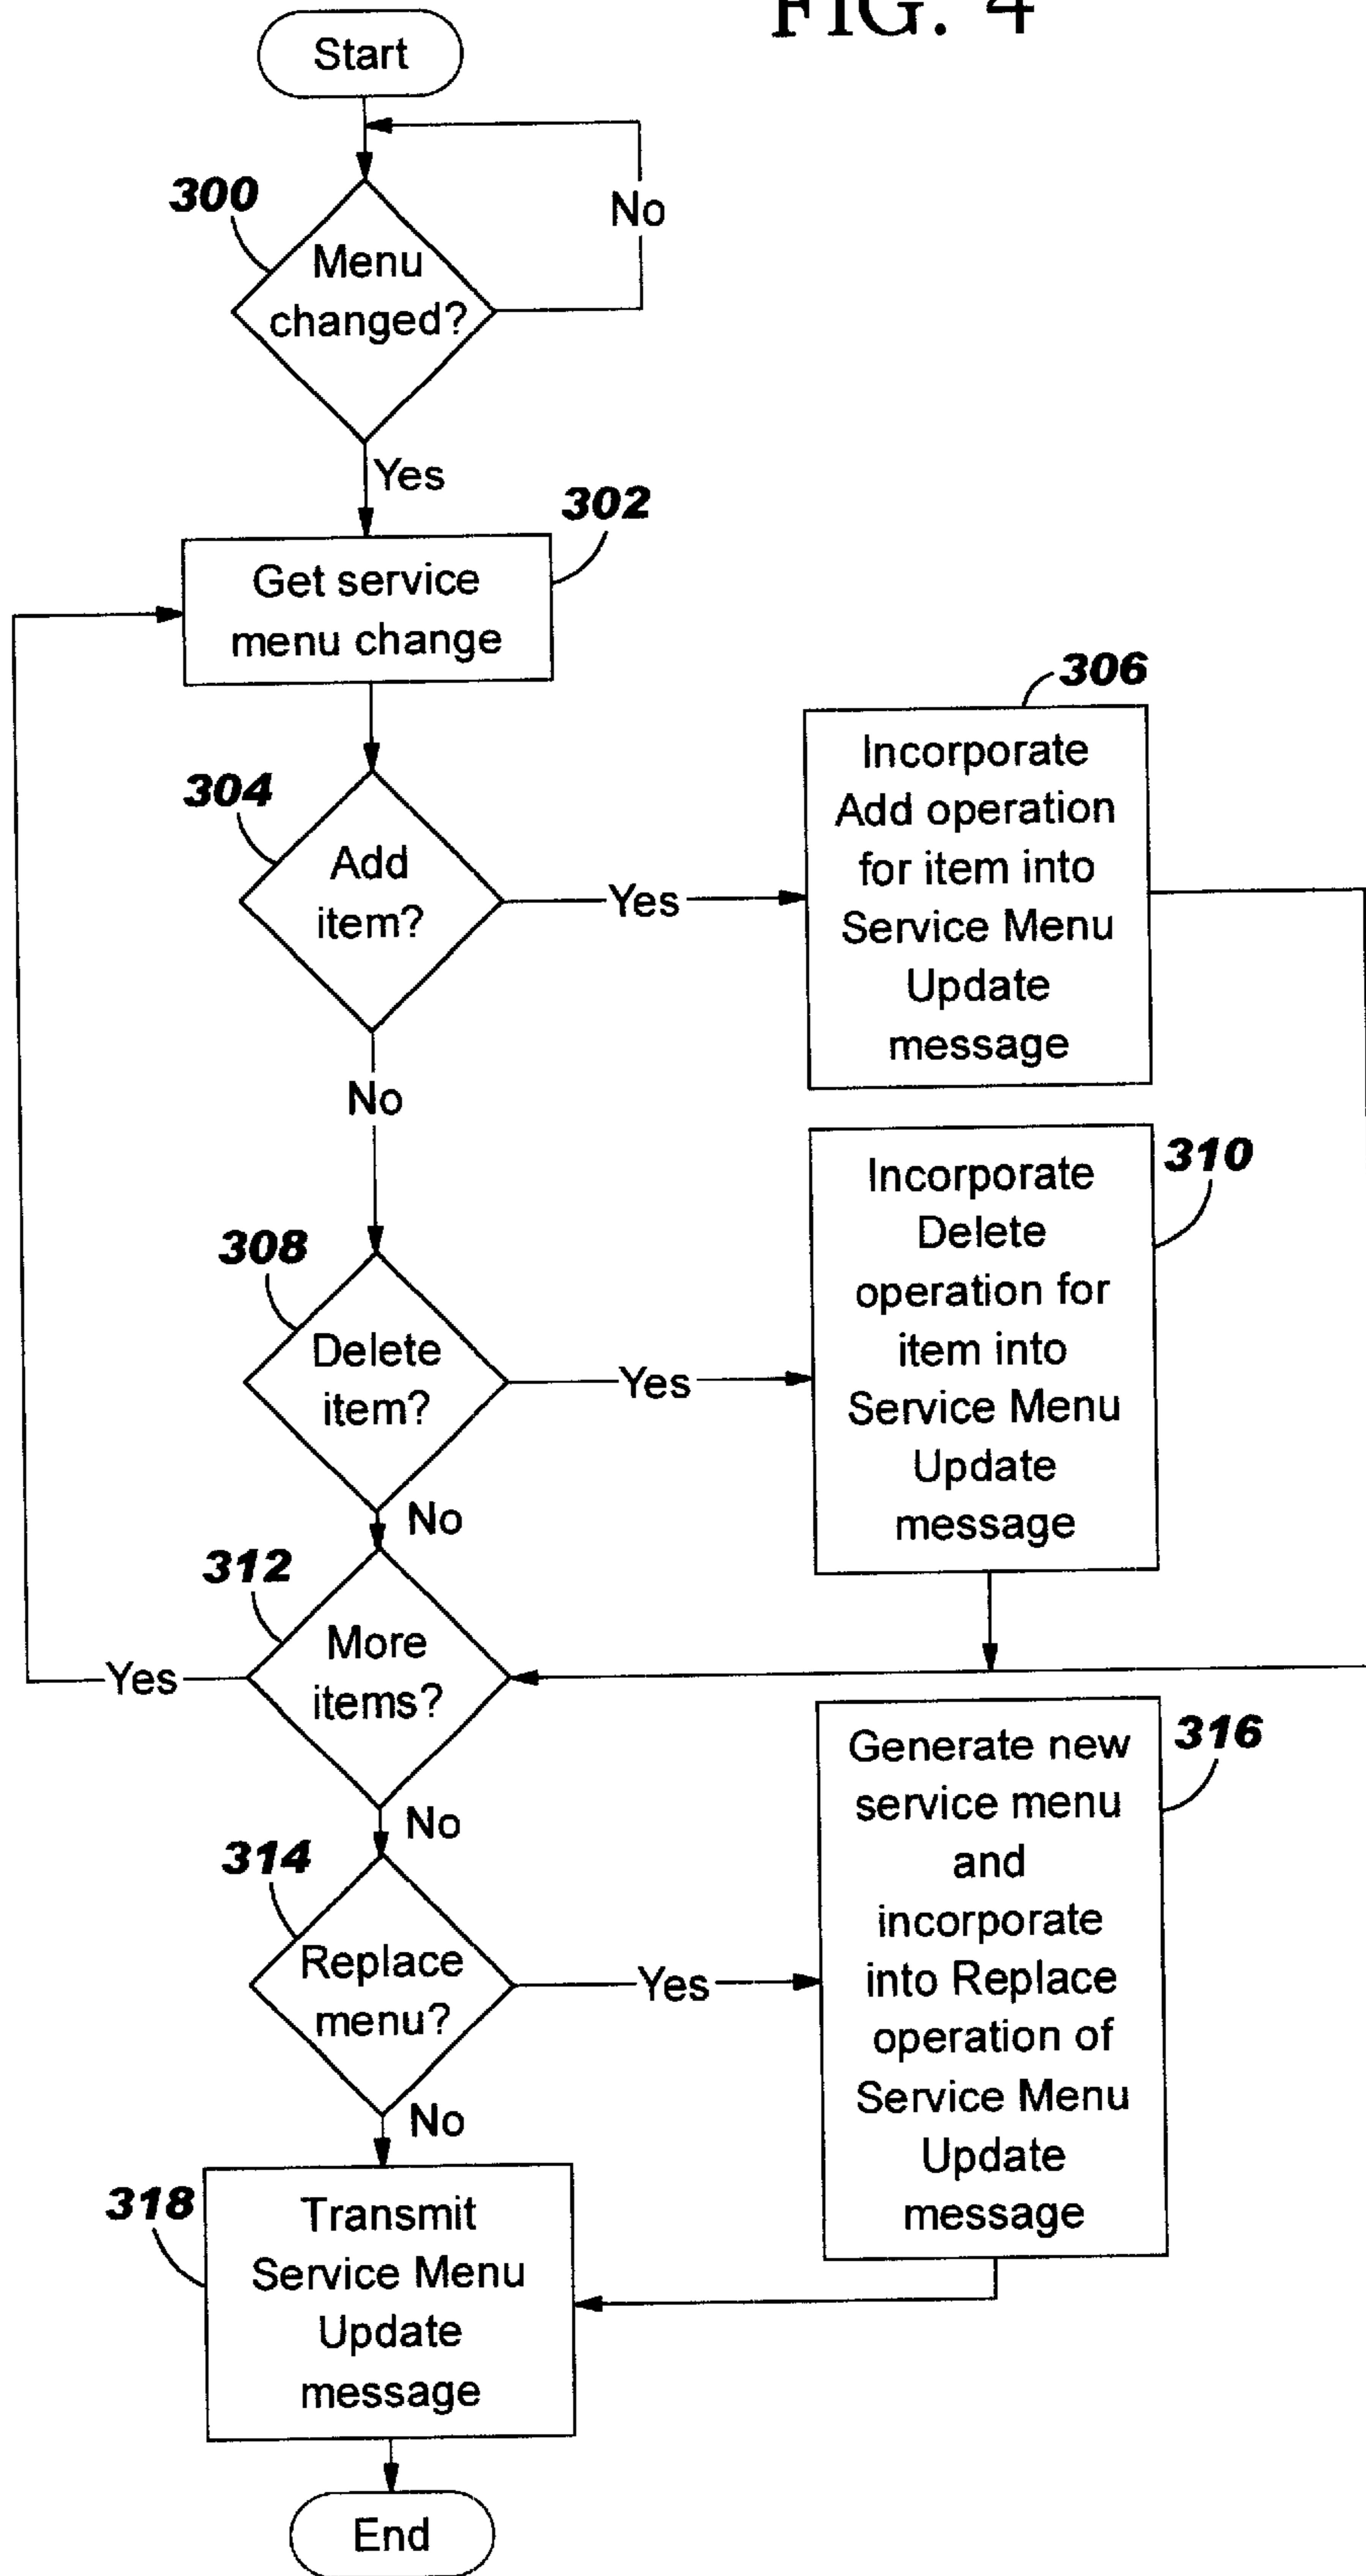 FIG. 4
Start
300
Menu
changed?
No
Yes
302
Get service
menu change
304
Add
item?
Yes
306
Incorporate
Add operation
for item into
Service Menu
Update
message
No
308
Delete
item?
Yes
310
Incorporate
Delete
operation for
item into
Service Menu
Update
message
No
312
More
items?
Yes
No
314
Replace
menu?
Yes
316
Generate new
service menu
and
incorporate
into Replace
operation of
Service Menu
Update
message
No
318
Transmit
Service Menu
Update
message
End